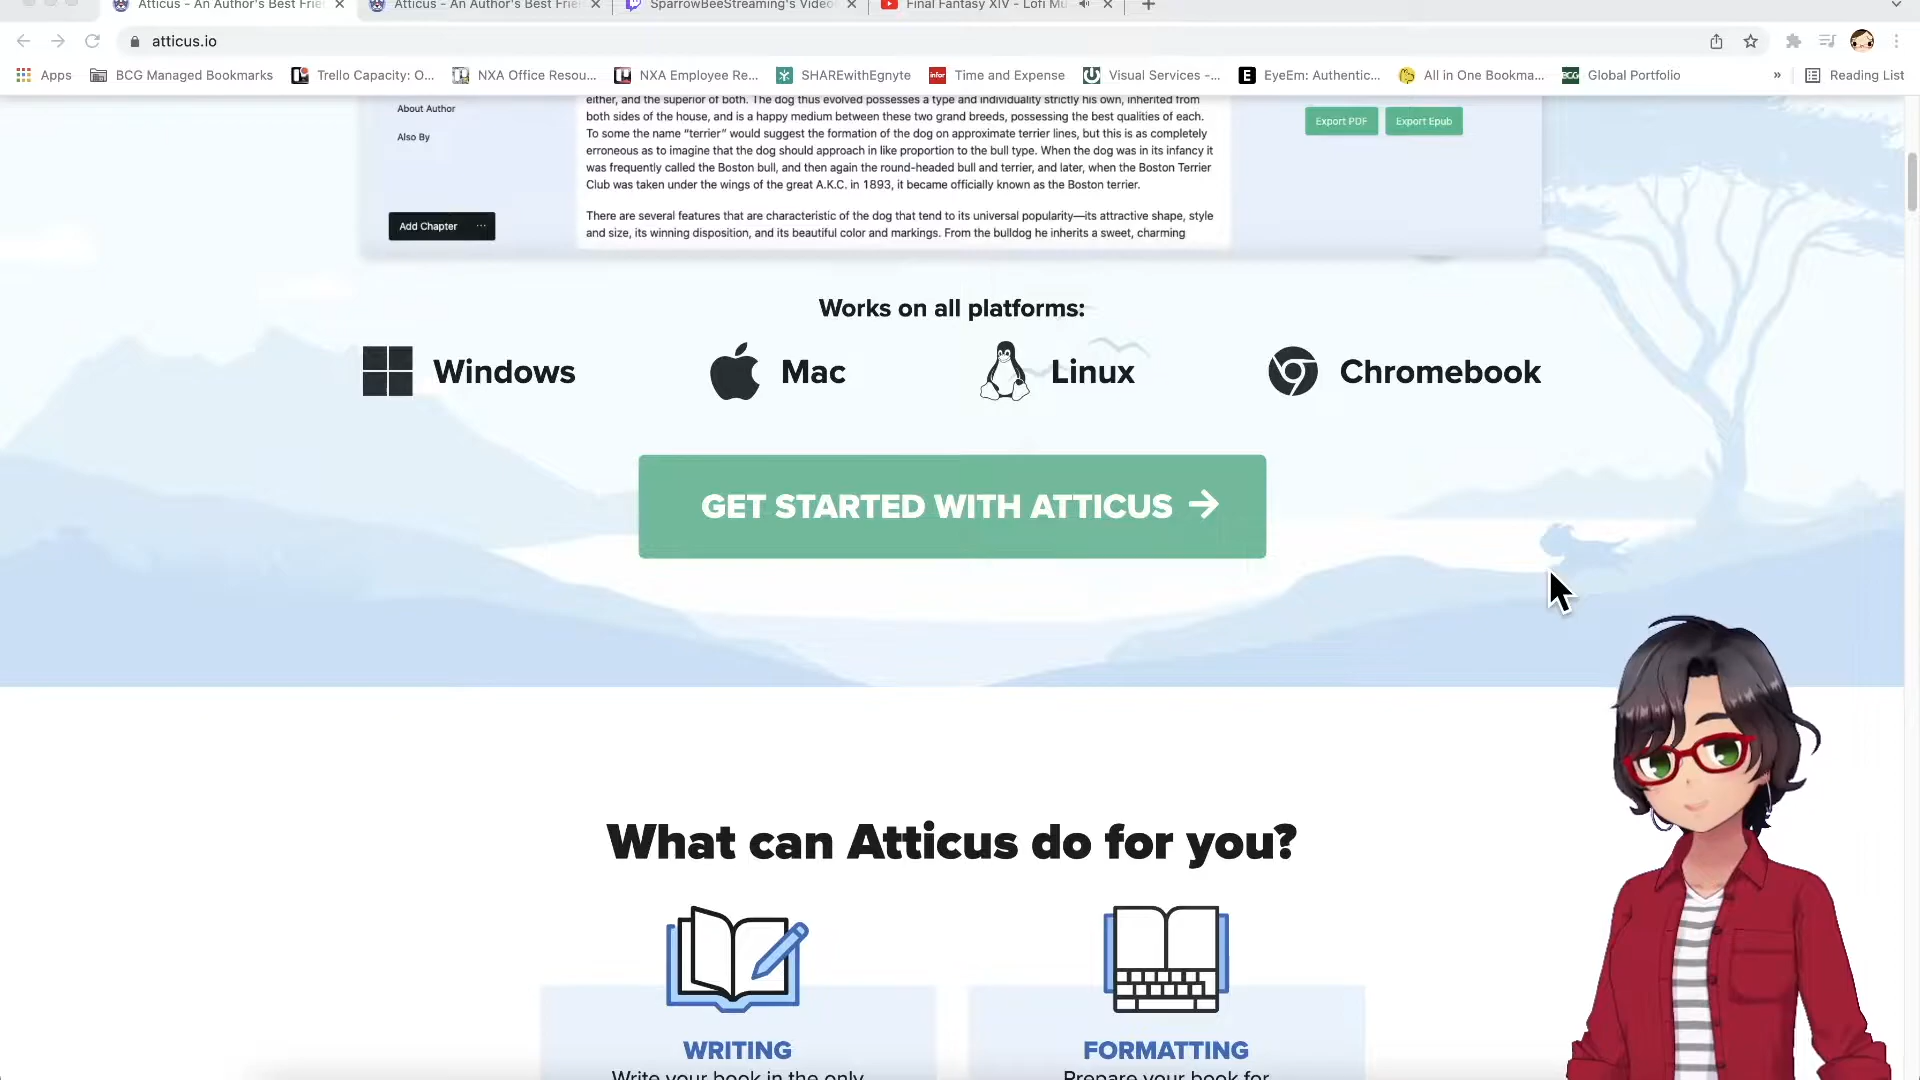 Atticus - An Author's Best Frie
Atticus - An Author's Best Frie
SparrowBeeStreaming's Video
Final Fantasy XIV - Lofi Mu
atticus.io
Apps
BCG Managed Bookmarks
Trello Capacity: O...
NXA Office Resou...
NXA Employee Re...
SHAREwithEgnyte
Time and Expense
Visual Services -...
EyeEm: Authentic...
All in One Bookma...
Global Portfolio
»
Reading List
About Author
Also By
Add Chapter ...
either, and the superior of both. The dog thus evolved possesses a type and individuality strictly his own, inherited from
both sides of the house, and is a happy medium between these two grand breeds, possessing the best qualities of each.
To some the name “terrier” would suggest the formation of the dog on approximate terrier lines, but this is as completely
erroneous as to imagine that the dog should approach in like proportion to the bull type. When the dog was in its infancy it
was frequently called the Boston bull, and then again the round-headed bull and terrier, and later, when the Boston Terrier
Club was taken under the wings of the great A.K.C. in 1893, it became officially known as the Boston terrier.
There are several features that are characteristic of the dog that tend to its universal popularity—its attractive shape, style
and size, its winning disposition, and its beautiful color and markings. From the bulldog he inherits a sweet, charming
Export PDF
Export Epub
Works on all platforms:
Windows
Mac
Linux
Chromebook
GET STARTED WITH ATTICUS →
What can Atticus do for you?
WRITING
Write your book in the only
FORMATTING
Prepare your book for